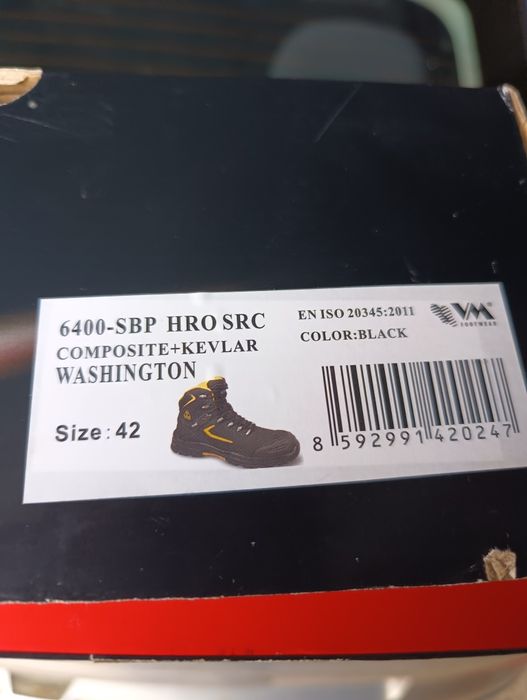 6400-SBP HRO SRC
COMPOSITE+KEVLAR
WASHINGTON
Size: 42
EN ISO 20345:2011
COLOR:BLACK
VM
FOOTWEAR
8 592991 420247